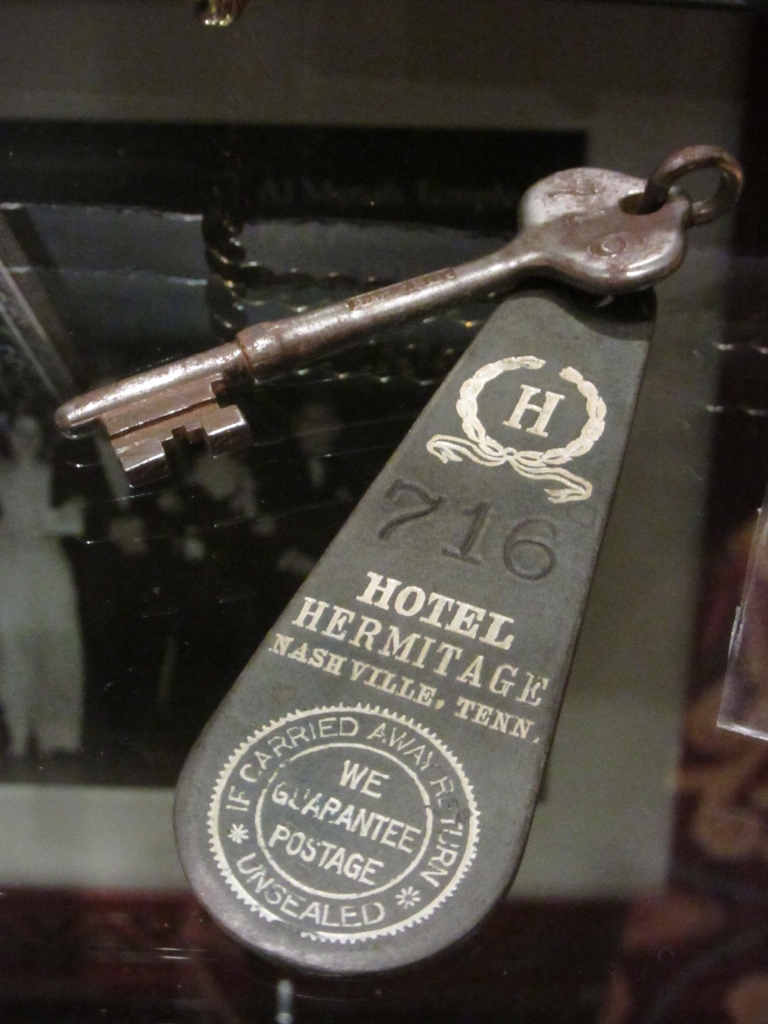 H
716
HOTEL
HERMITAGE
NASHVILLE, TENN.
IF CARRIED AWAY RETURN
UNSEALED
WE
GUARANTEE
POSTAGE